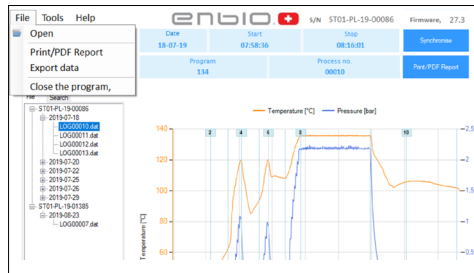 File Tools Help
Open
Print/PDF Report
Export data
Close the program,
enbio
S/N ST01-PL-19-00086
Firmware, 27.3
Date
18-07-19
Start
07:58:36
Stop
08:16:01
Synchronise
Program
134
Process no.
00010
Print/PDF Report
File Search
ST01-PL-19-00086
2019-07-18
LOG00010.dat
LOG00011.dat
LOG00012.dat
LOG00013.dat
2019-07-20
2019-07-22
2019-07-25
2019-07-26
2019-07-29
ST01-PL-19-01385
2019-08-23
LOG00007.dat
Temperature [°C] Pressure [bar]
140
120
100
80
60
Temperature [°C]
2 4 6 8 10
2,5
2
1,5
1
0,5